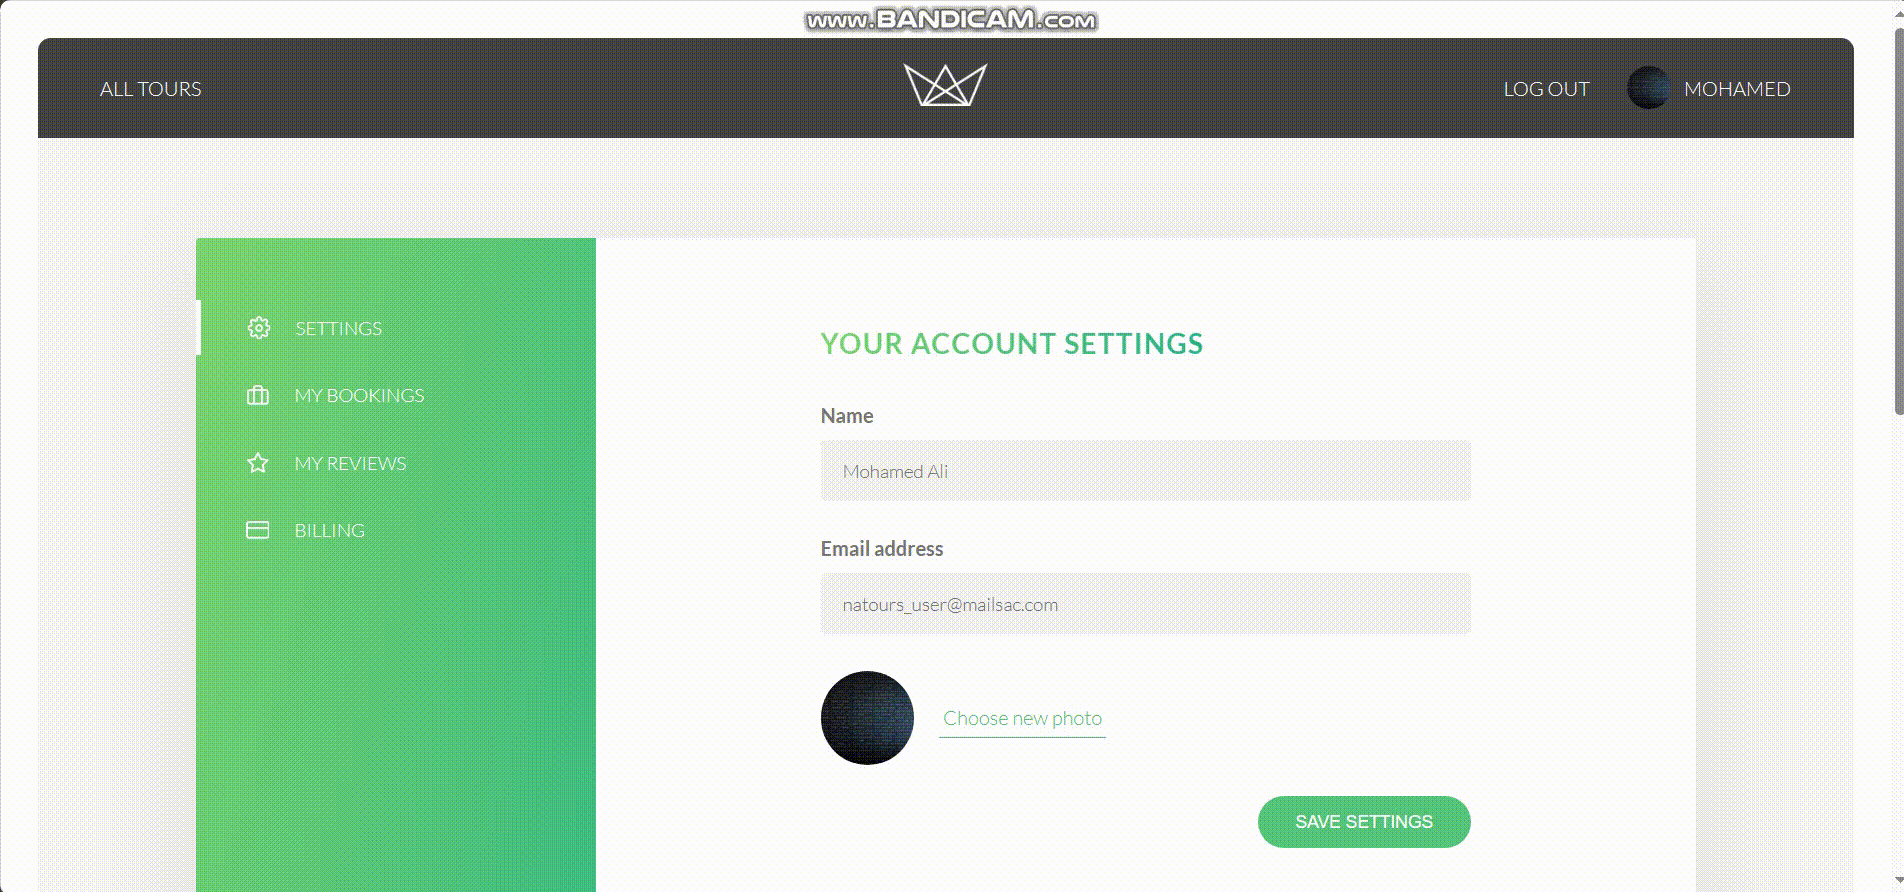 www.BANDICAM.com
ALL TOURS
LOG OUT
MOHAMED
SETTINGS
MY BOOKINGS
MY REVIEWS
BILLING
YOUR ACCOUNT SETTINGS
Name
Mohamed Ali
Email address
natours_user@mailsac.com
Choose new photo
SAVE SETTINGS